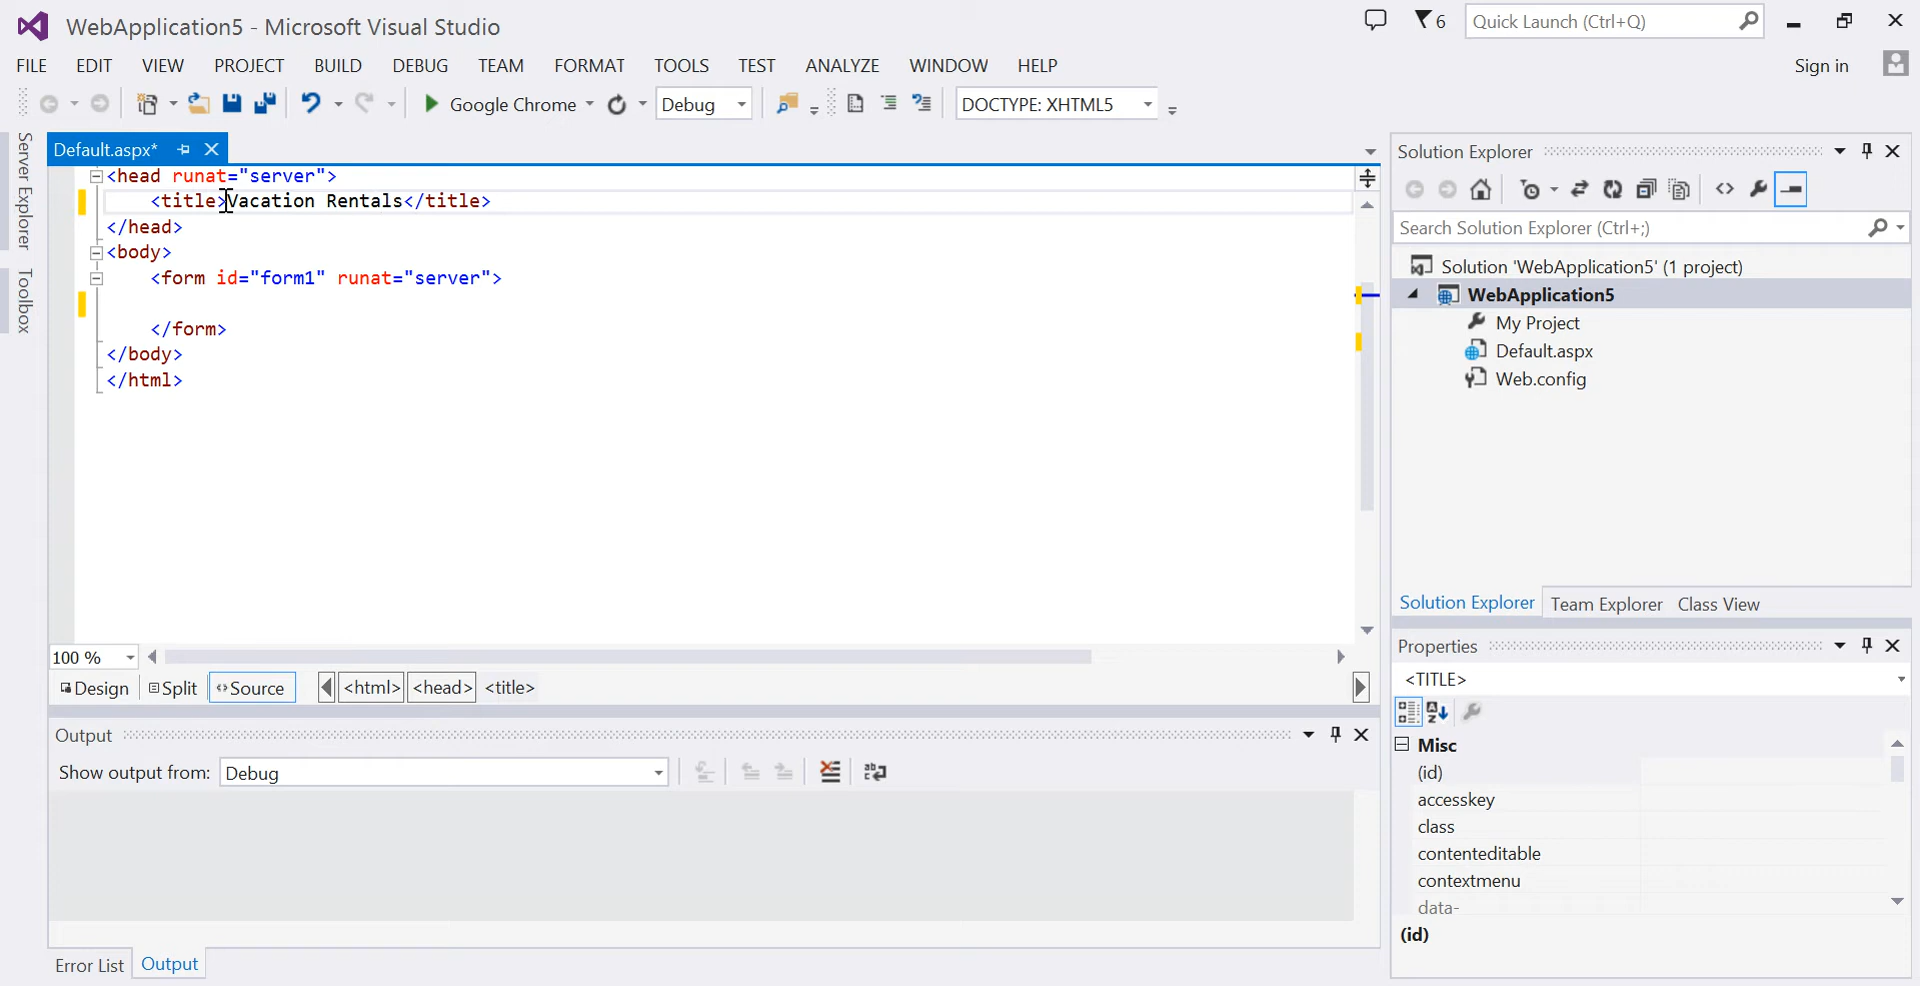 WebApplication5 - Microsoft Visual Studio
6
Quick Launch (Ctrl+Q)
FILE EDIT VIEW PROJECT BUILD DEBUG TEAM FORMAT TOOLS TEST ANALYZE WINDOW HELP
Sign in
Google Chrome
Debug
DOCTYPE: XHTML5
Server Explorer
Toolbox
Default.aspx*
<head runat="server">
<title>Vacation Rentals</title>
</head>
<body>
<form id="form1" runat="server">
</form>
</body>
</html>
100 %
Design Split Source <html> <head> <title>
Output
Show output from: Debug
Error List Output
Solution Explorer
Search Solution Explorer (Ctrl+;)
Solution 'WebApplication5' (1 project)
WebApplication5
My Project
Default.aspx
Web.config
Solution Explorer Team Explorer Class View
Properties
<TITLE>
Misc
(id)
accesskey
class
contenteditable
contextmenu
data-
(id)